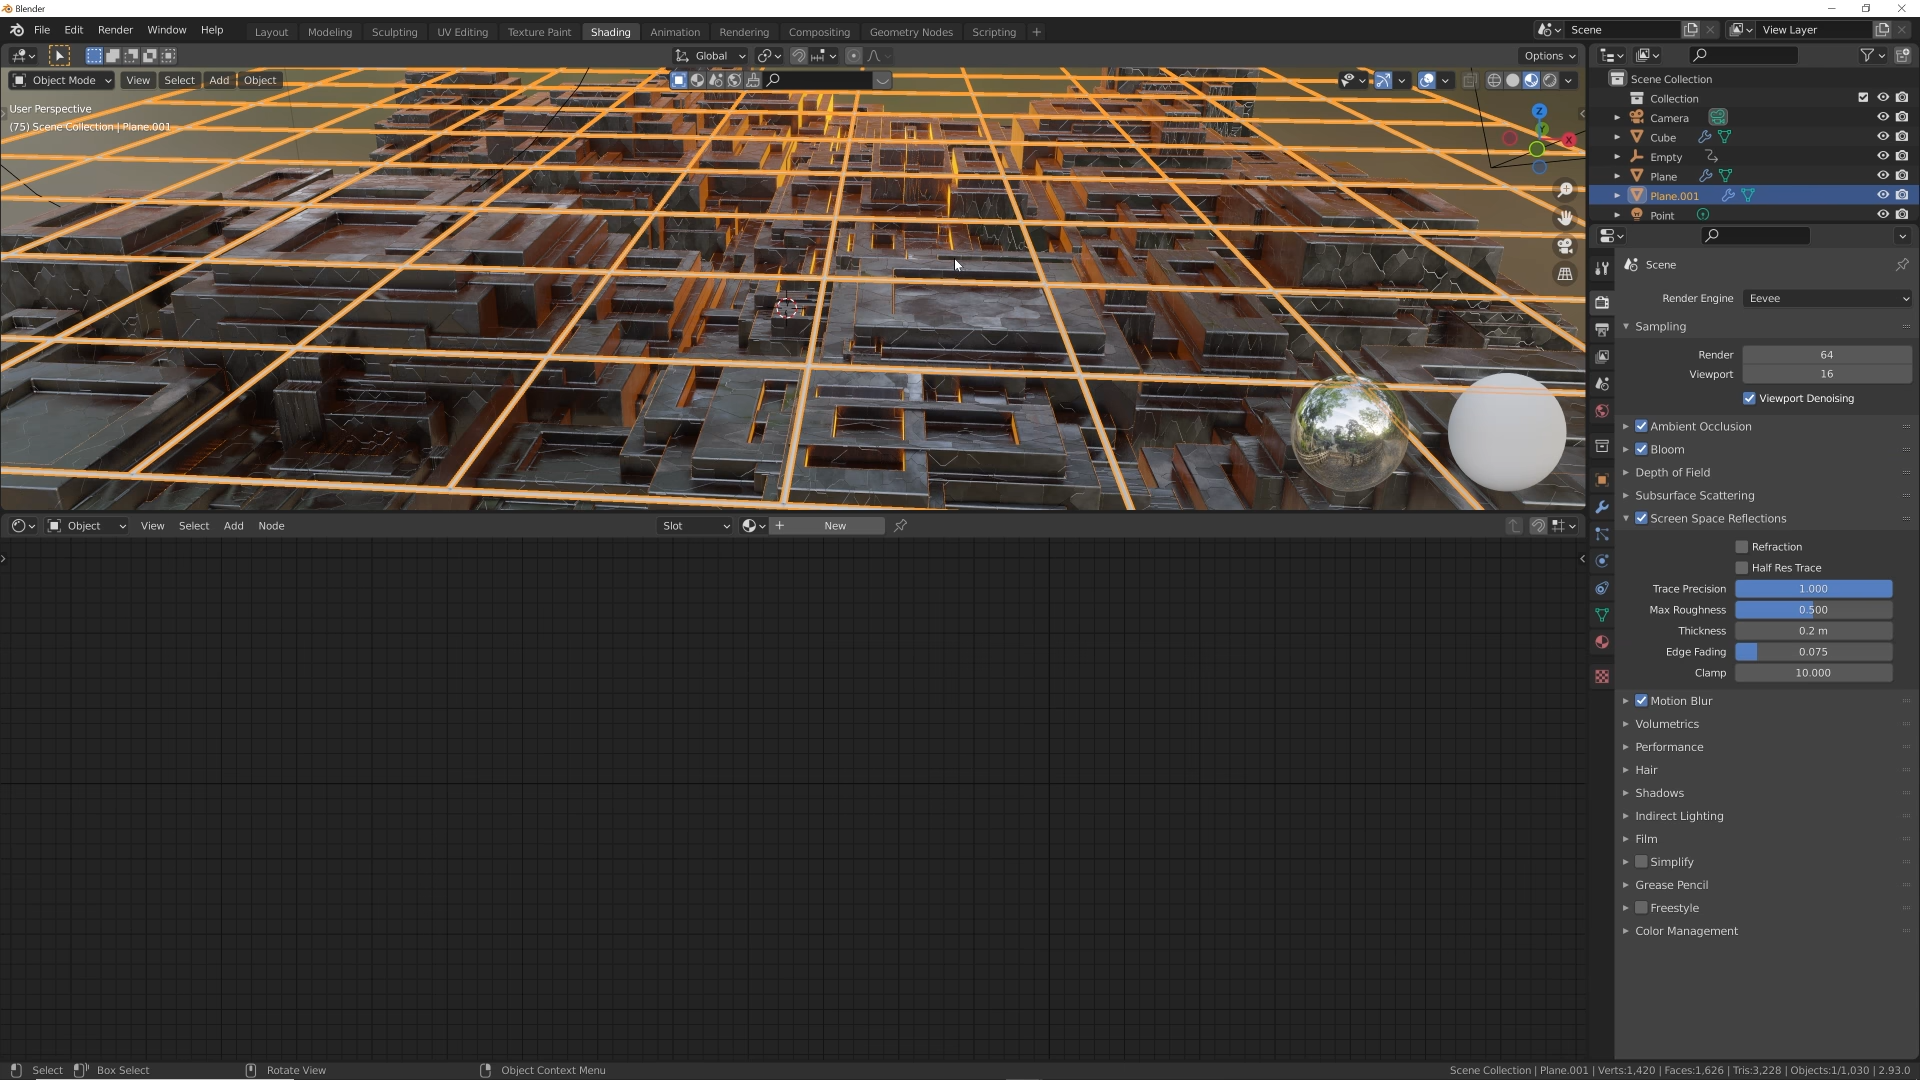 Blender
File Edit Render Window Help
Layout Modeling Sculpting UV Editing Texture Paint Shading Animation Rendering Compositing Geometry Nodes Scripting +
Scene
View Layer
Global
Options
Object Mode View Select Add Object
User Perspective
(75) Scene Collection | Plane.001
Z
Y
X
Scene Collection
Collection
Camera
Cube
Empty
Plane
Plane.001
Point
Scene
Render Engine Eevee
Sampling
Render 64
Viewport 16
Viewport Denoising
Ambient Occlusion
Bloom
Depth of Field
Subsurface Scattering
Screen Space Reflections
Refraction
Half Res Trace
Trace Precision 1.000
Max Roughness 0.500
Thickness 0.2 m
Edge Fading 0.075
Clamp 10.000
Motion Blur
Volumetrics
Performance
Hair
Shadows
Indirect Lighting
Film
Simplify
Grease Pencil
Freestyle
Color Management
Object View Select Add Node
Slot
+ New
Select Box Select Rotate View Object Context Menu
Scene Collection | Plane.001 | Verts:1,420 | Faces:1,626 | Tris:3,228 | Objects:1/1,030 | 2.93.0